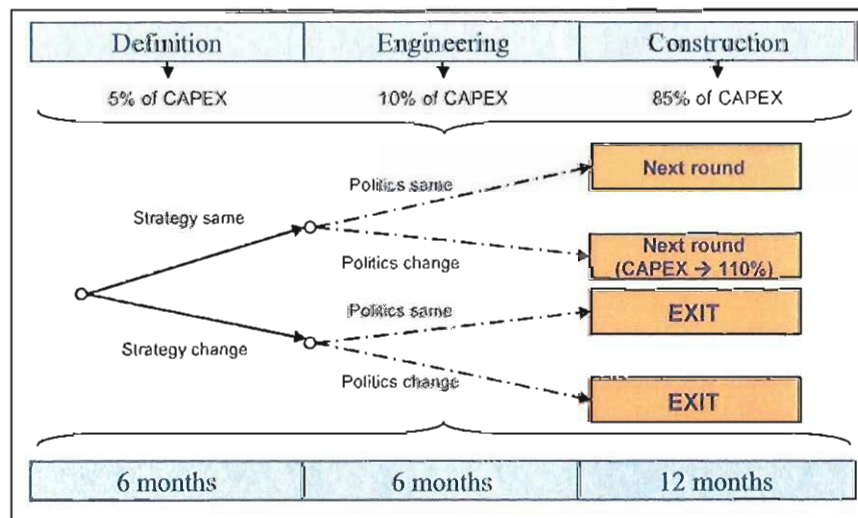 Definition Engineering Construction
5% of CAPEX 10% of CAPEX 85% of CAPEX
Next round
Politics same
Strategy same
Next round
(CAPEX → 110%)
Politics change
Politics same
EXIT
Strategy change
Politics change
EXIT
6 months 6 months 12 months